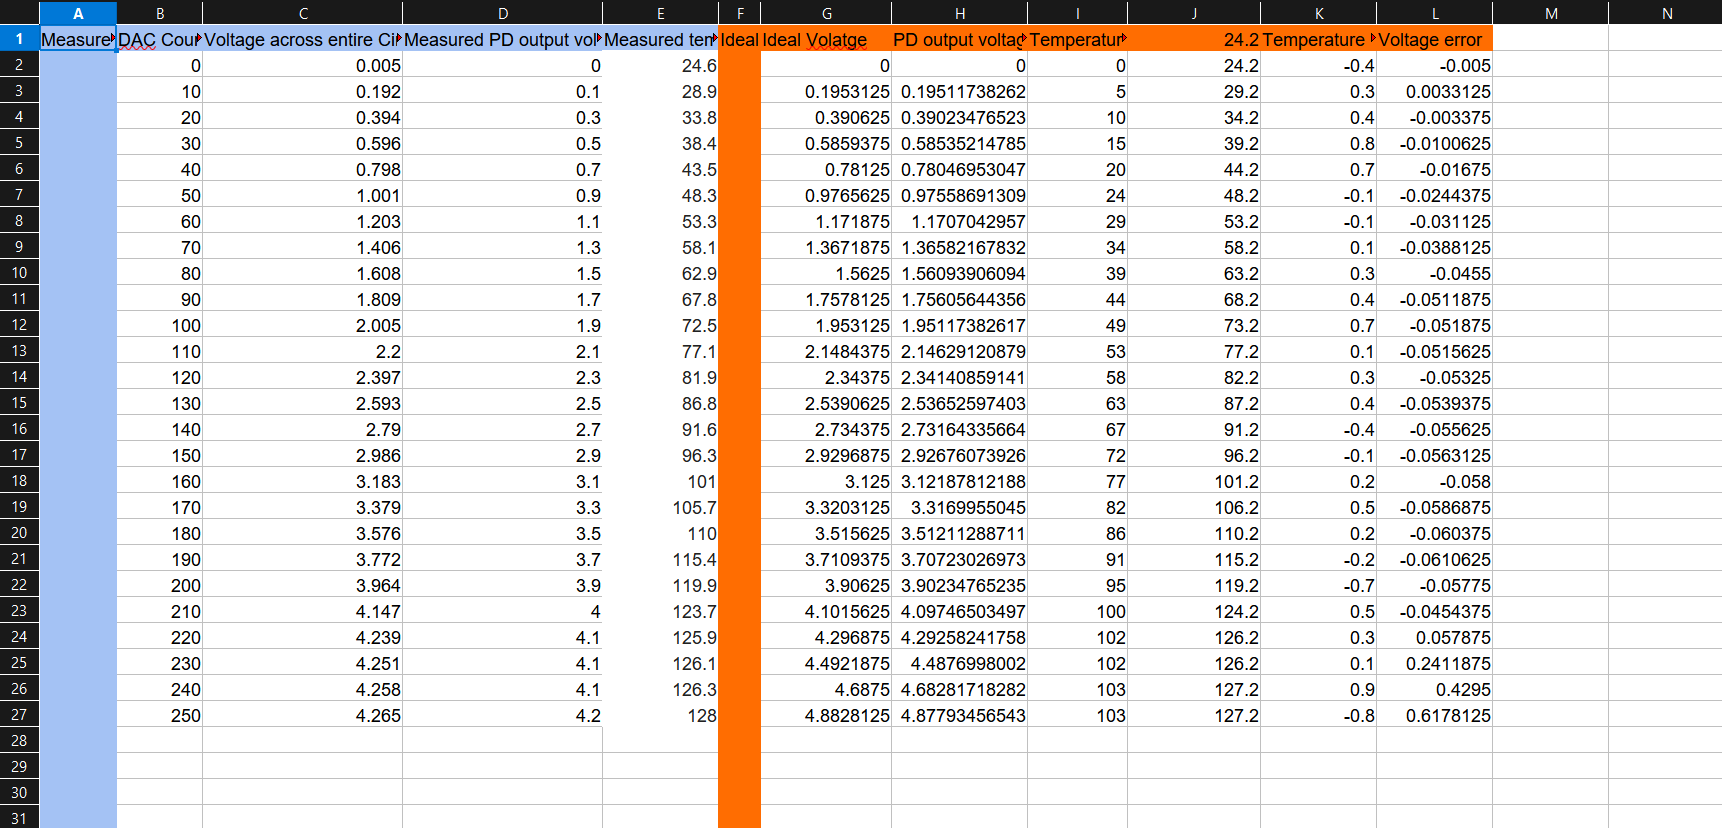 A B C D E F G H I J K L M N
1 Measure DAC Cour Voltage across entire Ci Measured PD output vol Measured ten Ideal Ideal Volatge PD output voltag Temperatur 24.2 Temperature Voltage error
2 0 0.005 0 24.6 0 0 0 24.2 -0.4 -0.005
3 10 0.192 0.1 28.9 0.1953125 0.19511738262 5 29.2 0.3 0.0033125
4 20 0.394 0.3 33.8 0.390625 0.39023476523 10 34.2 0.4 -0.003375
5 30 0.596 0.5 38.4 0.5859375 0.58535214785 15 39.2 0.8 -0.0100625
6 40 0.798 0.7 43.5 0.78125 0.78046953047 20 44.2 0.7 -0.01675
7 50 1.001 0.9 48.3 0.9765625 0.97558691309 24 48.2 -0.1 -0.0244375
8 60 1.203 1.1 53.3 1.171875 1.1707042957 29 53.2 -0.1 -0.031125
9 70 1.406 1.3 58.1 1.3671875 1.36582167832 34 58.2 0.1 -0.0388125
10 80 1.608 1.5 62.9 1.5625 1.56093906094 39 63.2 0.3 -0.0455
11 90 1.809 1.7 67.8 1.7578125 1.75605644356 44 68.2 0.4 -0.0511875
12 100 2.005 1.9 72.5 1.953125 1.95117382617 49 73.2 0.7 -0.051875
13 110 2.2 2.1 77.1 2.1484375 2.14629120879 53 77.2 0.1 -0.0515625
14 120 2.397 2.3 81.9 2.34375 2.34140859141 58 82.2 0.3 -0.05325
15 130 2.593 2.5 86.8 2.5390625 2.53652597403 63 87.2 0.4 -0.0539375
16 140 2.79 2.7 91.6 2.734375 2.73164335664 67 91.2 -0.4 -0.055625
17 150 2.986 2.9 96.3 2.9296875 2.92676073926 72 96.2 -0.1 -0.0563125
18 160 3.183 3.1 101 3.125 3.12187812188 77 101.2 0.2 -0.058
19 170 3.379 3.3 105.7 3.3203125 3.3169955045 82 106.2 0.5 -0.0586875
20 180 3.576 3.5 110 3.515625 3.51211288711 86 110.2 0.2 -0.060375
21 190 3.772 3.7 115.4 3.7109375 3.70723026973 91 115.2 -0.2 -0.0610625
22 200 3.964 3.9 119.9 3.90625 3.90234765235 95 119.2 -0.7 -0.05775
23 210 4.147 4 123.7 4.1015625 4.09746503497 100 124.2 0.5 -0.0454375
24 220 4.239 4.1 125.9 4.296875 4.29258241758 102 126.2 0.3 0.057875
25 230 4.251 4.1 126.1 4.4921875 4.4876998002 102 126.2 0.1 0.2411875
26 240 4.258 4.1 126.3 4.6875 4.68281718282 103 127.2 0.9 0.4295
27 250 4.265 4.2 128 4.8828125 4.87793456543 103 127.2 -0.8 0.6178125
28
29
30
31